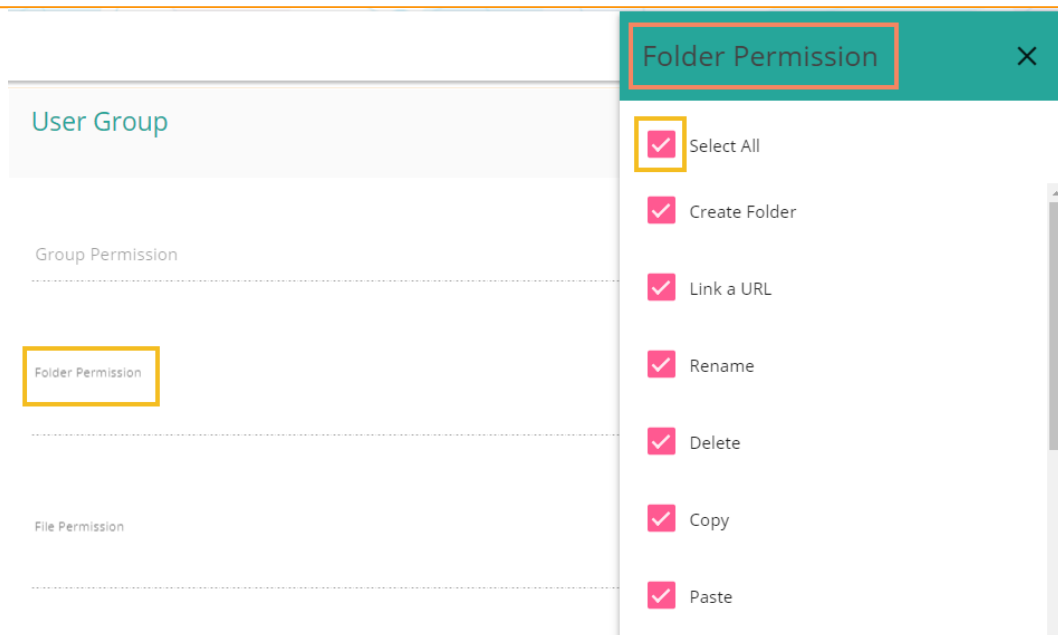 Folder Permission
User Group
Select All
Create Folder
Group Permission
Link a URL
Rename
Folder Permission
Delete
File Permission
Copy
Paste